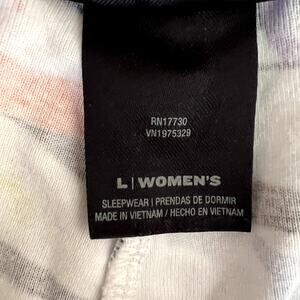 RN17730
VN1975329
L | WOMEN'S
SLEEPWEAR | PRENDAS DE DORMIR
MADE IN VIETNAM / HECHO EN VIETNAM